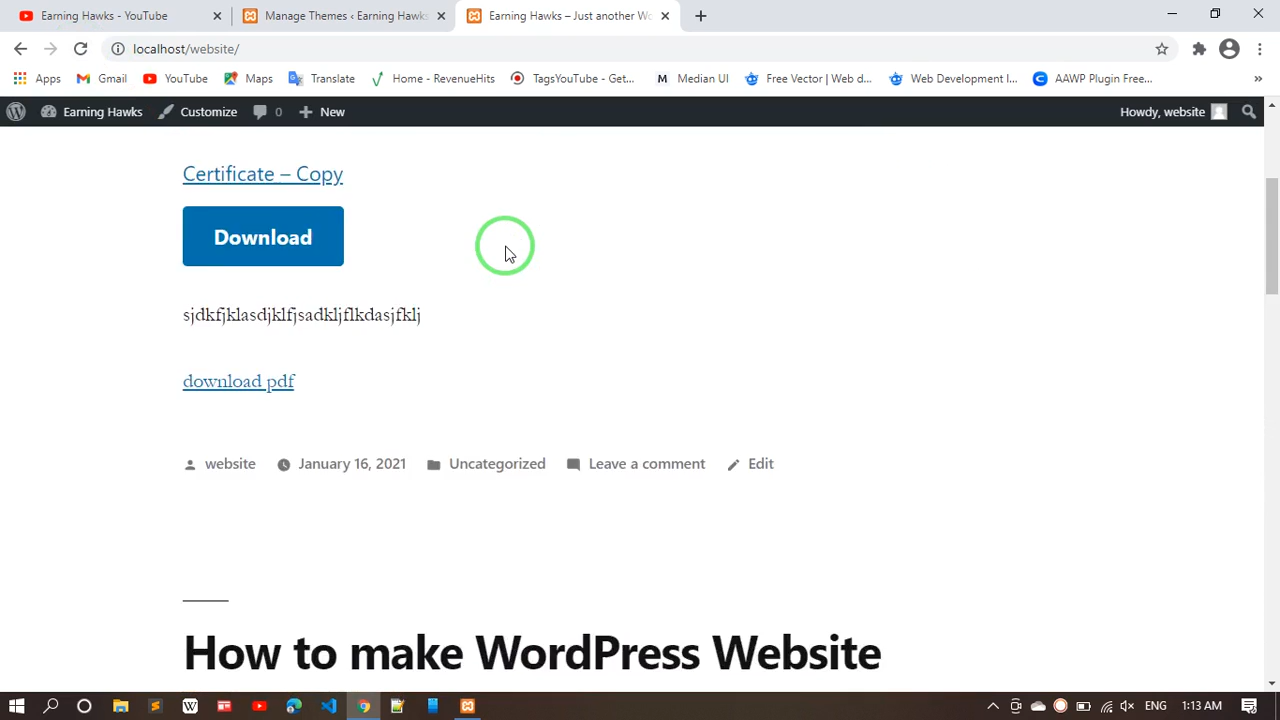 Earning Hawks - YouTube
Manage Themes ‹ Earning Hawks
Earning Hawks – Just another Wo
localhost/website/
Apps
Gmail
YouTube
Maps
Translate
Home - RevenueHits
TagsYouTube - Get...
M Median UI
Free Vector | Web d...
Web Development I...
AAWP Plugin Free...
»
Earning Hawks
Customize
0
New
Howdy, website
Certificate – Copy
Download
sjdkfjklasdjklfjsadkljflkdasjfklj
download pdf
website
January 16, 2021
Uncategorized
Leave a comment
Edit
How to make WordPress Website
ENG
1:13 AM